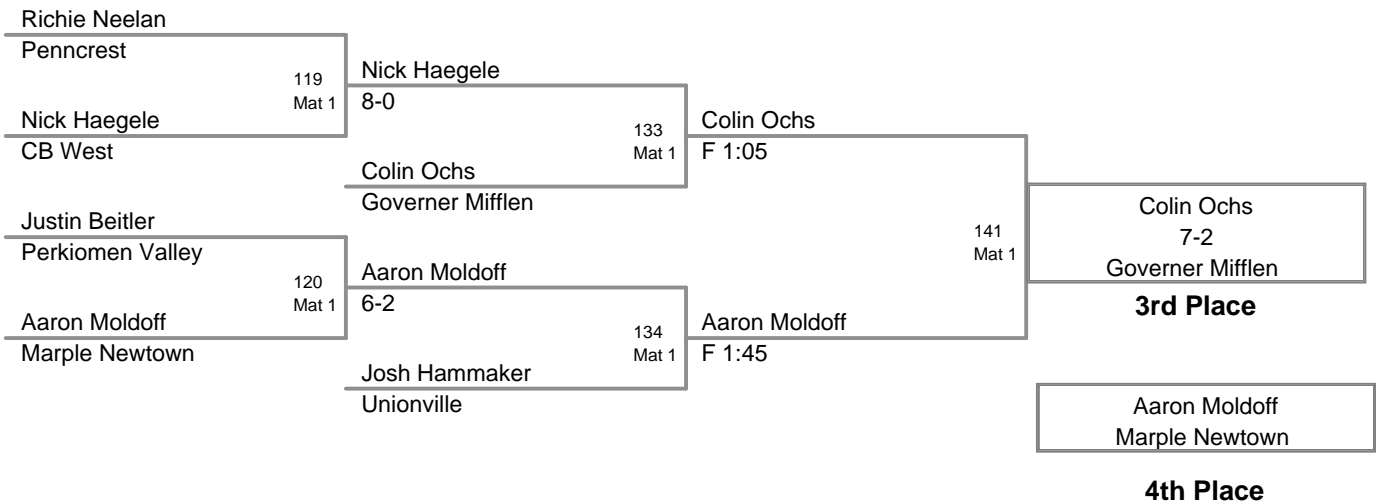 Richie Neelan
Penncrest
119
Mat 1
Nick Haegele
8-0
Nick Haegele
CB West
133
Mat 1
Colin Ochs
F 1:05
Colin Ochs
Governer Mifflen
Justin Beitler
Perkiomen Valley
120
Mat 1
Aaron Moldoff
6-2
Aaron Moldoff
Marple Newtown
134
Mat 1
Aaron Moldoff
F 1:45
Josh Hammaker
Unionville
141
Mat 1
Colin Ochs
7-2
Governer Mifflen
3rd Place
Aaron Moldoff
Marple Newtown
4th Place